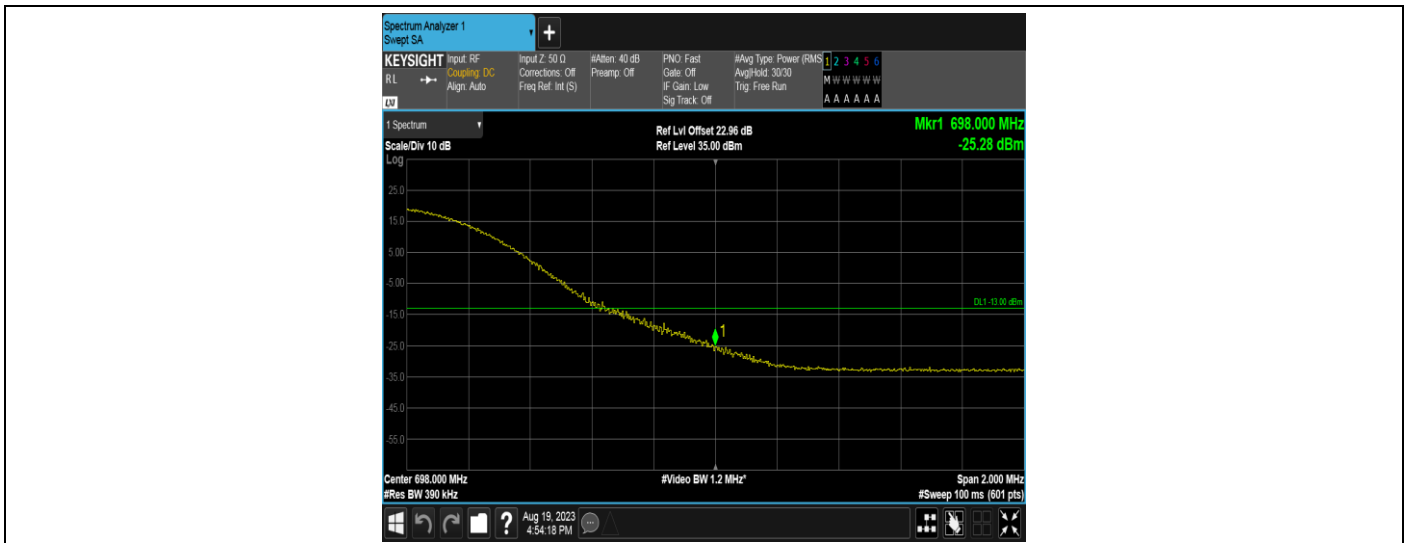 Spectrum Analyzer 1
Swept SA
+
KEYSIGHT
RL
LXI
Input: RF
Coupling: DC
Align: Auto
Input Z: 50 Ω
Corrections: Off
Freq Ref: Int (S)
#Atten: 40 dB
Preamp: Off
PNO: Fast
Gate: Off
IF Gain: Low
Sig Track: Off
#Avg Type: Power (RMS
Avg|Hold: 30/30
Trig: Free Run
1 2 3 4 5 6
M W W W W W
A A A A A A
1 Spectrum
Scale/Div 10 dB
Log
Ref Lvl Offset 22.96 dB
Ref Level 35.00 dBm
Mkr1 698.000 MHz
-25.28 dBm
25.0
15.0
5.00
-5.00
-15.0
-25.0
-35.0
-45.0
-55.0
DL1 -13.00 dBm
1
Center 698.000 MHz
#Res BW 390 kHz
#Video BW 1.2 MHz*
Span 2.000 MHz
#Sweep 100 ms (601 pts)
?
Aug 19, 2023
4:54:18 PM